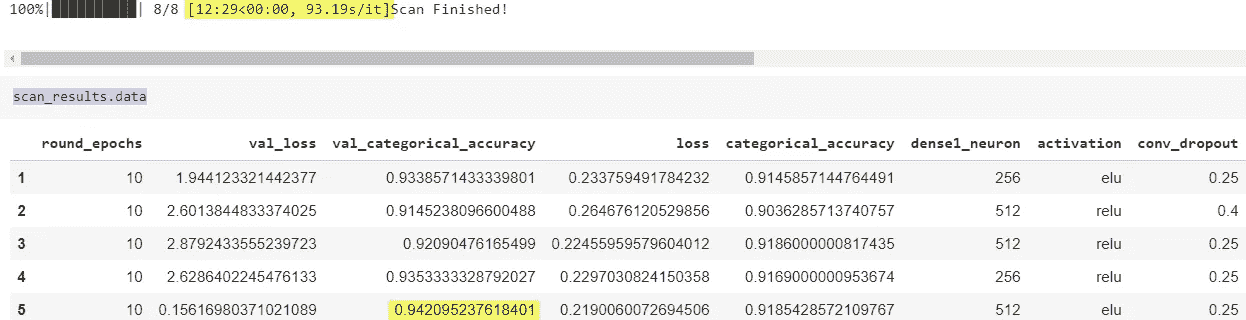 100%|██████████| 8/8 [12:29<00:00, 93.19s/it]Scan Finished!
scan_results.data
round_epochs val_loss val_categorical_accuracy loss categorical_accuracy dense1_neuron activation conv_dropout
1 10 1.944123321442377 0.9338571433339801 0.233759491784232 0.9145857144764491 256 elu 0.25
2 10 2.6013844833374025 0.9145238096600488 0.264676120529856 0.9036285713740757 512 relu 0.4
3 10 2.8792433555239723 0.92090476165499 0.22455959579604012 0.9186000000817435 512 relu 0.25
4 10 2.6286402245476133 0.9353333328792027 0.2297030824150358 0.9169000000953674 256 relu 0.25
5 10 0.15616980371021089 0.942095237618401 0.2190060072694506 0.9185428572109767 512 elu 0.25